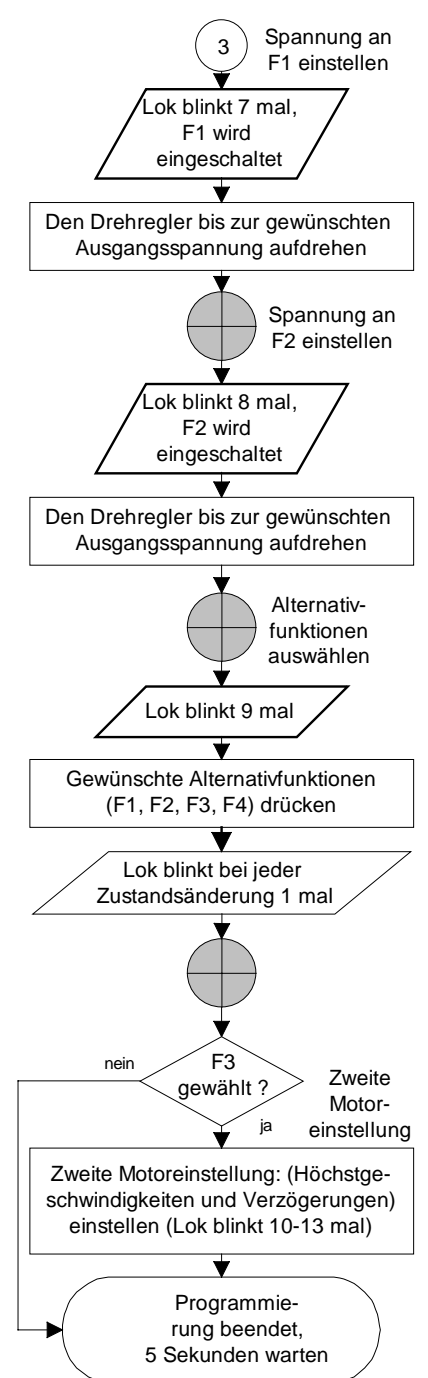 3
Spannung an
F1 einstellen
Lok blinkt 7 mal,
F1 wird
eingeschaltet
Den Drehregler bis zur gewünschten
Ausgangsspannung aufdrehen
Spannung an
F2 einstellen
Lok blinkt 8 mal,
F2 wird
eingeschaltet
Den Drehregler bis zur gewünschten
Ausgangsspannung aufdrehen
Alternativ-
funktionen
auswählen
Lok blinkt 9 mal
Gewünschte Alternativfunktionen
(F1, F2, F3, F4) drücken
Lok blinkt bei jeder
Zustandsänderung 1 mal
nein
F3
gewählt ?
ja
Zweite
Motor-
einstellung
Zweite Motoreinstellung: (Höchstge-
schwindigkeiten und Verzögerungen)
einstellen (Lok blinkt 10-13 mal)
Programmie-
rung beendet,
5 Sekunden warten